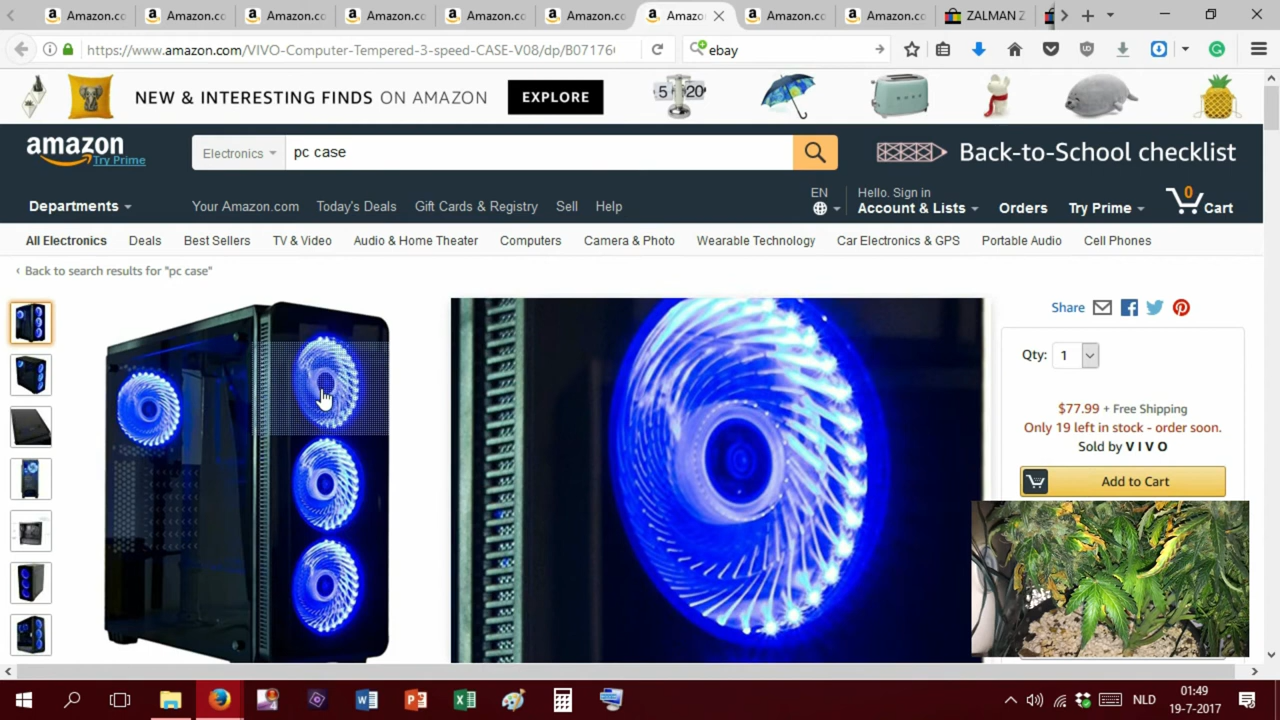 Amazon.co
Amazon.co
Amazon.co
Amazon.co
Amazon.co
Amazon.co
Amazo
Amazon.co
Amazon.co
ZALMAN Z
https://www.amazon.com/VIVO-Computer-Tempered-3-speed-CASE-V08/dp/B07176
ebay
5 20
NEW & INTERESTING FINDS ON AMAZON
EXPLORE
amazon
Try Prime
Electronics
pc case
Back-to-School checklist
Departments
Your Amazon.com
Today's Deals
Gift Cards & Registry
Sell
Help
EN
Hello. Sign in
Account & Lists
Orders
Try Prime
0
Cart
All Electronics
Deals
Best Sellers
TV & Video
Audio & Home Theater
Computers
Camera & Photo
Wearable Technology
Car Electronics & GPS
Portable Audio
Cell Phones
‹ Back to search results for "pc case"
Share
Qty: 1
$77.99 + Free Shipping
Only 19 left in stock - order soon.
Sold by V I V O
Add to Cart
NLD
01:49
19-7-2017